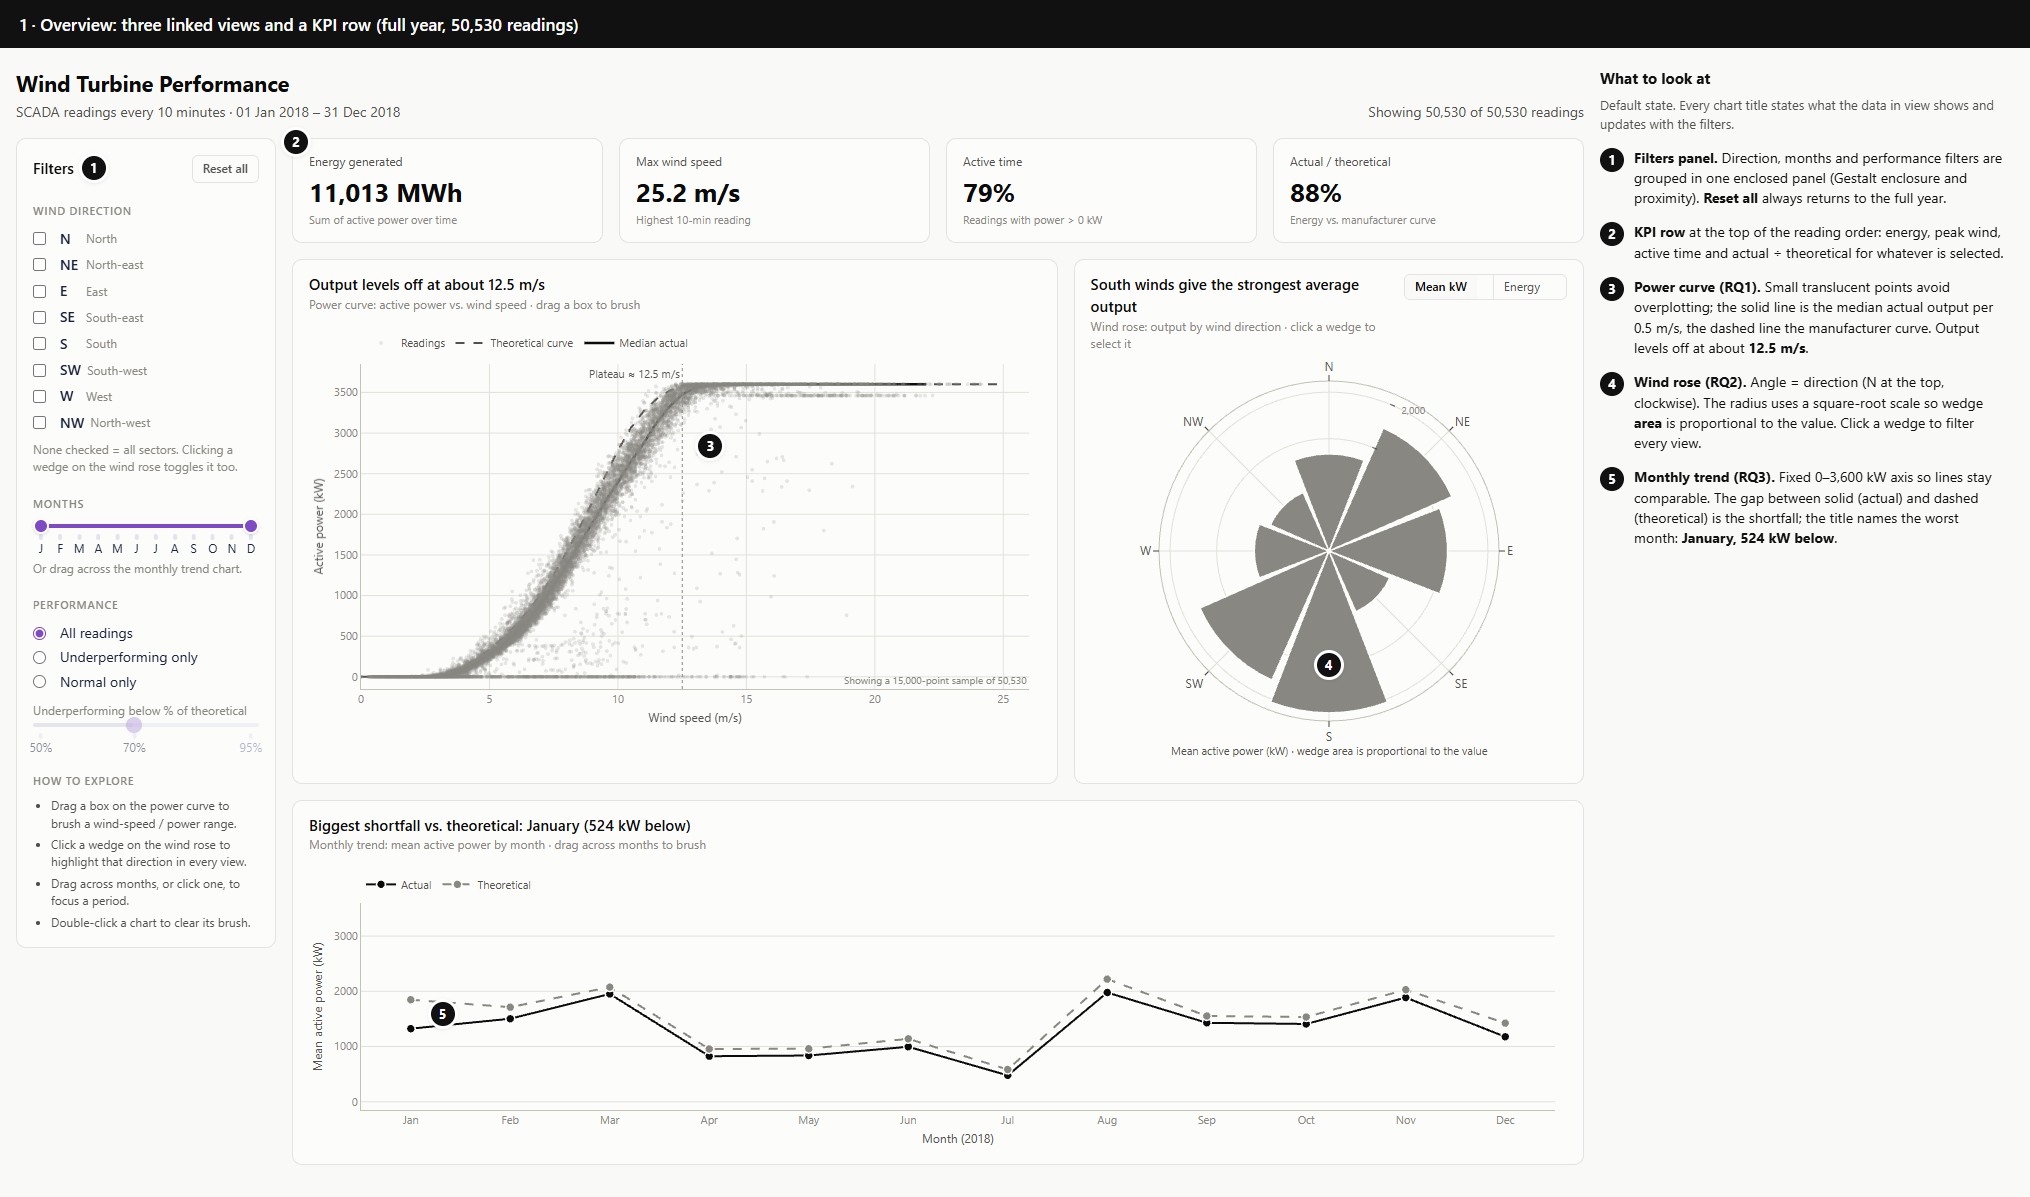 1 · Overview: three linked views and a KPI row (full year, 50,530 readings)
Wind Turbine Performance
SCADA readings every 10 minutes · 01 Jan 2018 – 31 Dec 2018
Showing 50,530 of 50,530 readings
Filters 1
Reset all
WIND DIRECTION
N North
NE North-east
E East
SE South-east
S South
SW South-west
W West
NW North-west
None checked = all sectors. Clicking a
wedge on the wind rose toggles it too.
MONTHS
J F M A M J J A S O N D
Or drag across the monthly trend chart.
PERFORMANCE
All readings
Underperforming only
Normal only
Underperforming below % of theoretical
50% 70% 95%
HOW TO EXPLORE
• Drag a box on the power curve to
brush a wind-speed / power range.
• Click a wedge on the wind rose to
highlight that direction in every view.
• Drag across months, or click one, to
focus a period.
• Double-click a chart to clear its brush.
2
Energy generated
11,013 MWh
Sum of active power over time
Max wind speed
25.2 m/s
Highest 10-min reading
Active time
79%
Readings with power > 0 kW
Actual / theoretical
88%
Energy vs. manufacturer curve
Output levels off at about 12.5 m/s
Power curve: active power vs. wind speed · drag a box to brush
Readings Theoretical curve Median actual
Plateau ≈ 12.5 m/s
3
Active power (kW)
3500
3000
2500
2000
1500
1000
500
0
Showing a 15,000-point sample of 50,530
0 5 10 15 20 25
Wind speed (m/s)
South winds give the strongest average
output
Wind rose: output by wind direction · click a wedge to
select it
Mean kW Energy
N
NE
E
SE
S
SW
W
NW
2,000
4
Mean active power (kW) · wedge area is proportional to the value
Biggest shortfall vs. theoretical: January (524 kW below)
Monthly trend: mean active power by month · drag across months to brush
Actual Theoretical
5
Mean active power (kW)
3000
2000
1000
0
Jan Feb Mar Apr May Jun Jul Aug Sep Oct Nov Dec
Month (2018)
What to look at
Default state. Every chart title states what the data in view shows and
updates with the filters.
1 Filters panel. Direction, months and performance filters are
grouped in one enclosed panel (Gestalt enclosure and
proximity). Reset all always returns to the full year.
2 KPI row at the top of the reading order: energy, peak wind,
active time and actual ÷ theoretical for whatever is selected.
3 Power curve (RQ1). Small translucent points avoid
overplotting; the solid line is the median actual output per
0.5 m/s, the dashed line the manufacturer curve. Output
levels off at about 12.5 m/s.
4 Wind rose (RQ2). Angle = direction (N at the top,
clockwise). The radius uses a square-root scale so wedge
area is proportional to the value. Click a wedge to filter
every view.
5 Monthly trend (RQ3). Fixed 0–3,600 kW axis so lines stay
comparable. The gap between solid (actual) and dashed
(theoretical) is the shortfall; the title names the worst
month: January, 524 kW below.